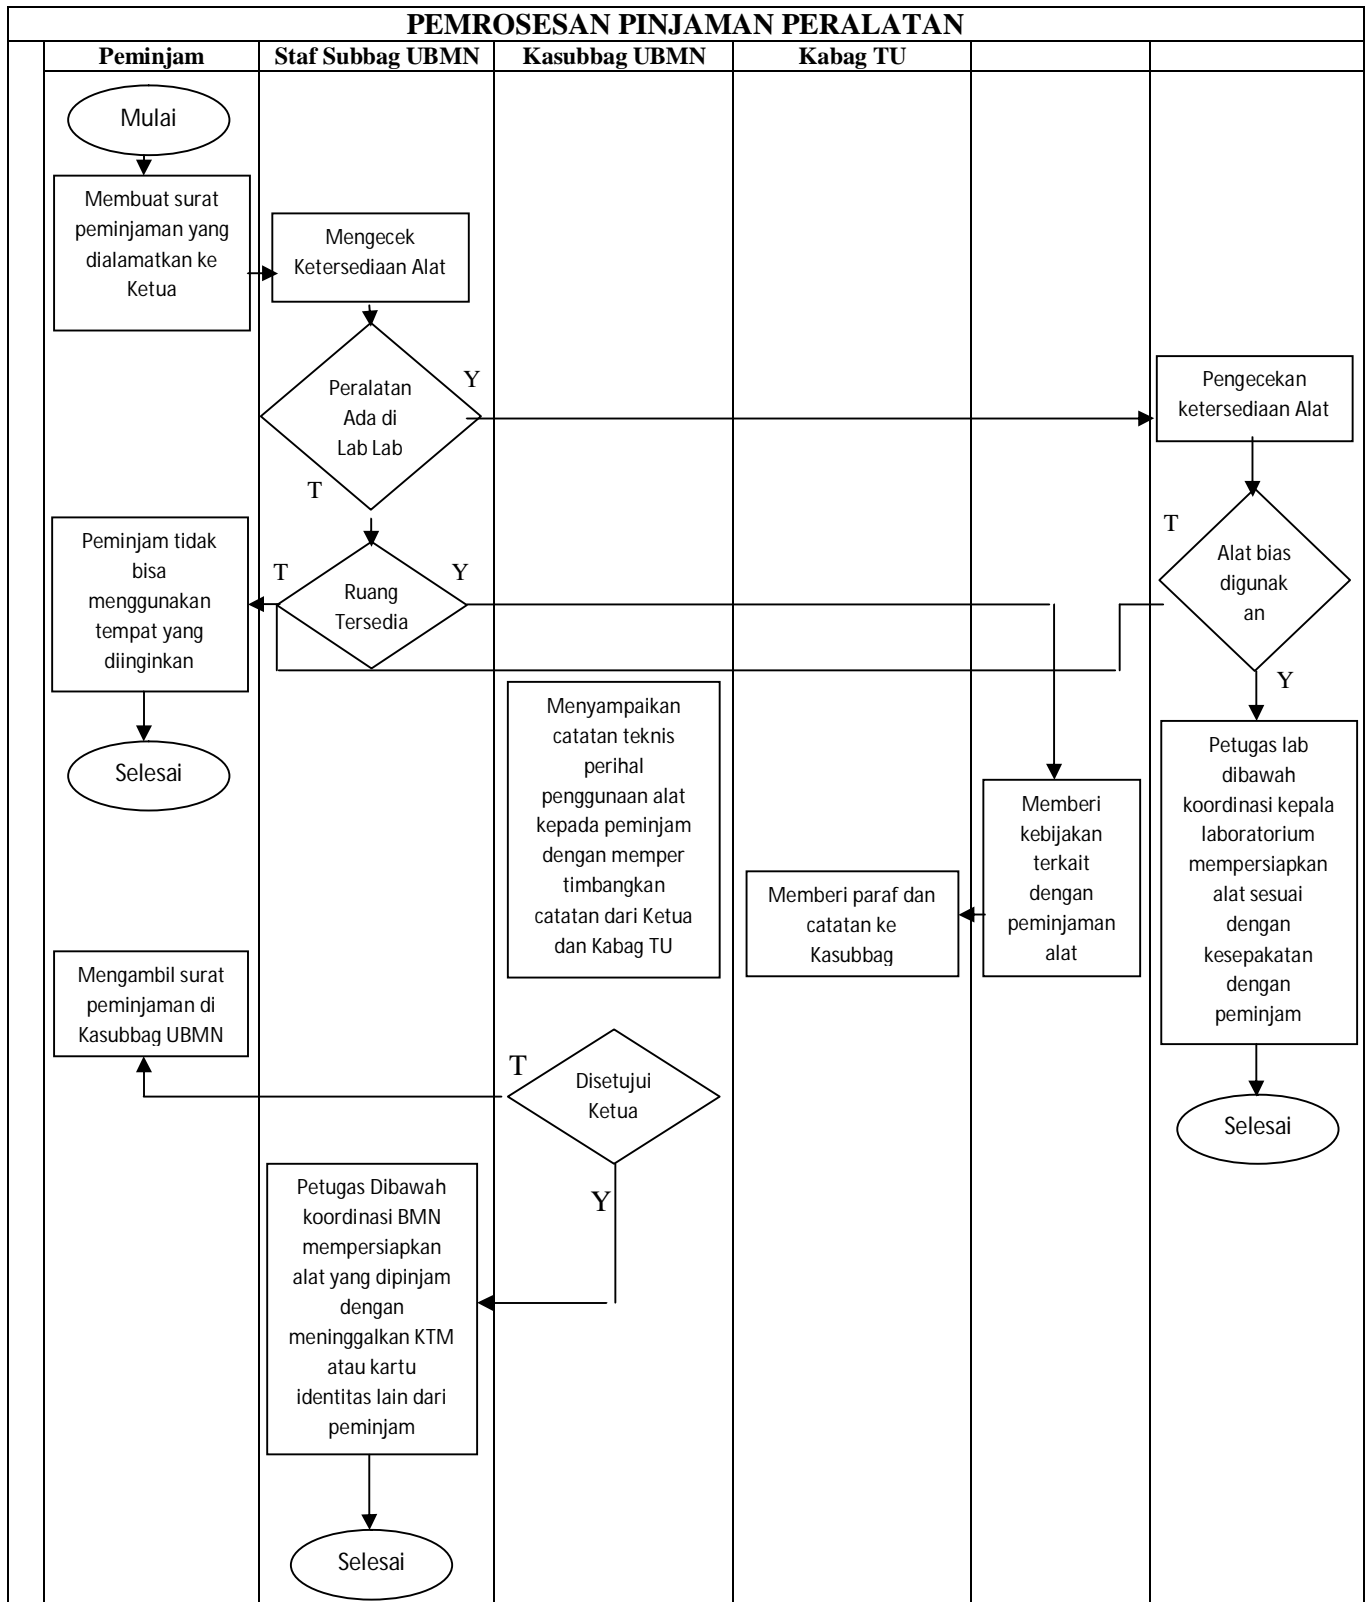 PEMROSESAN PINJAMAN PERALATAN
Peminjam
Staf Subbag UBMN
Kasubbag UBMN
Kabag TU
Mulai
Membuat surat
peminjaman yang
dialamatkan ke
Ketua
Mengecek
Ketersediaan Alat
Peralatan
Ada di
Lab Lab
Y
T
Pengecekan
ketersediaan Alat
Alat bias
digunak
an
T
Y
Ruang
Tersedia
T
Y
Peminjam tidak
bisa
menggunakan
tempat yang
diinginkan
Selesai
Menyampaikan
catatan teknis
perihal
penggunaan alat
kepada peminjam
dengan memper
timbangkan
catatan dari Ketua
dan Kabag TU
Memberi paraf dan
catatan ke
Kasubbag
Memberi
kebijakan
terkait
dengan
peminjaman
alat
Petugas lab
dibawah
koordinasi kepala
laboratorium
mempersiapkan
alat sesuai
dengan
kesepakatan
dengan
peminjam
Selesai
Mengambil surat
peminjaman di
Kasubbag UBMN
T
Disetujui
Ketua
Y
Petugas Dibawah
koordinasi BMN
mempersiapkan
alat yang dipinjam
dengan
meninggalkan KTM
atau kartu
identitas lain dari
peminjam
Selesai